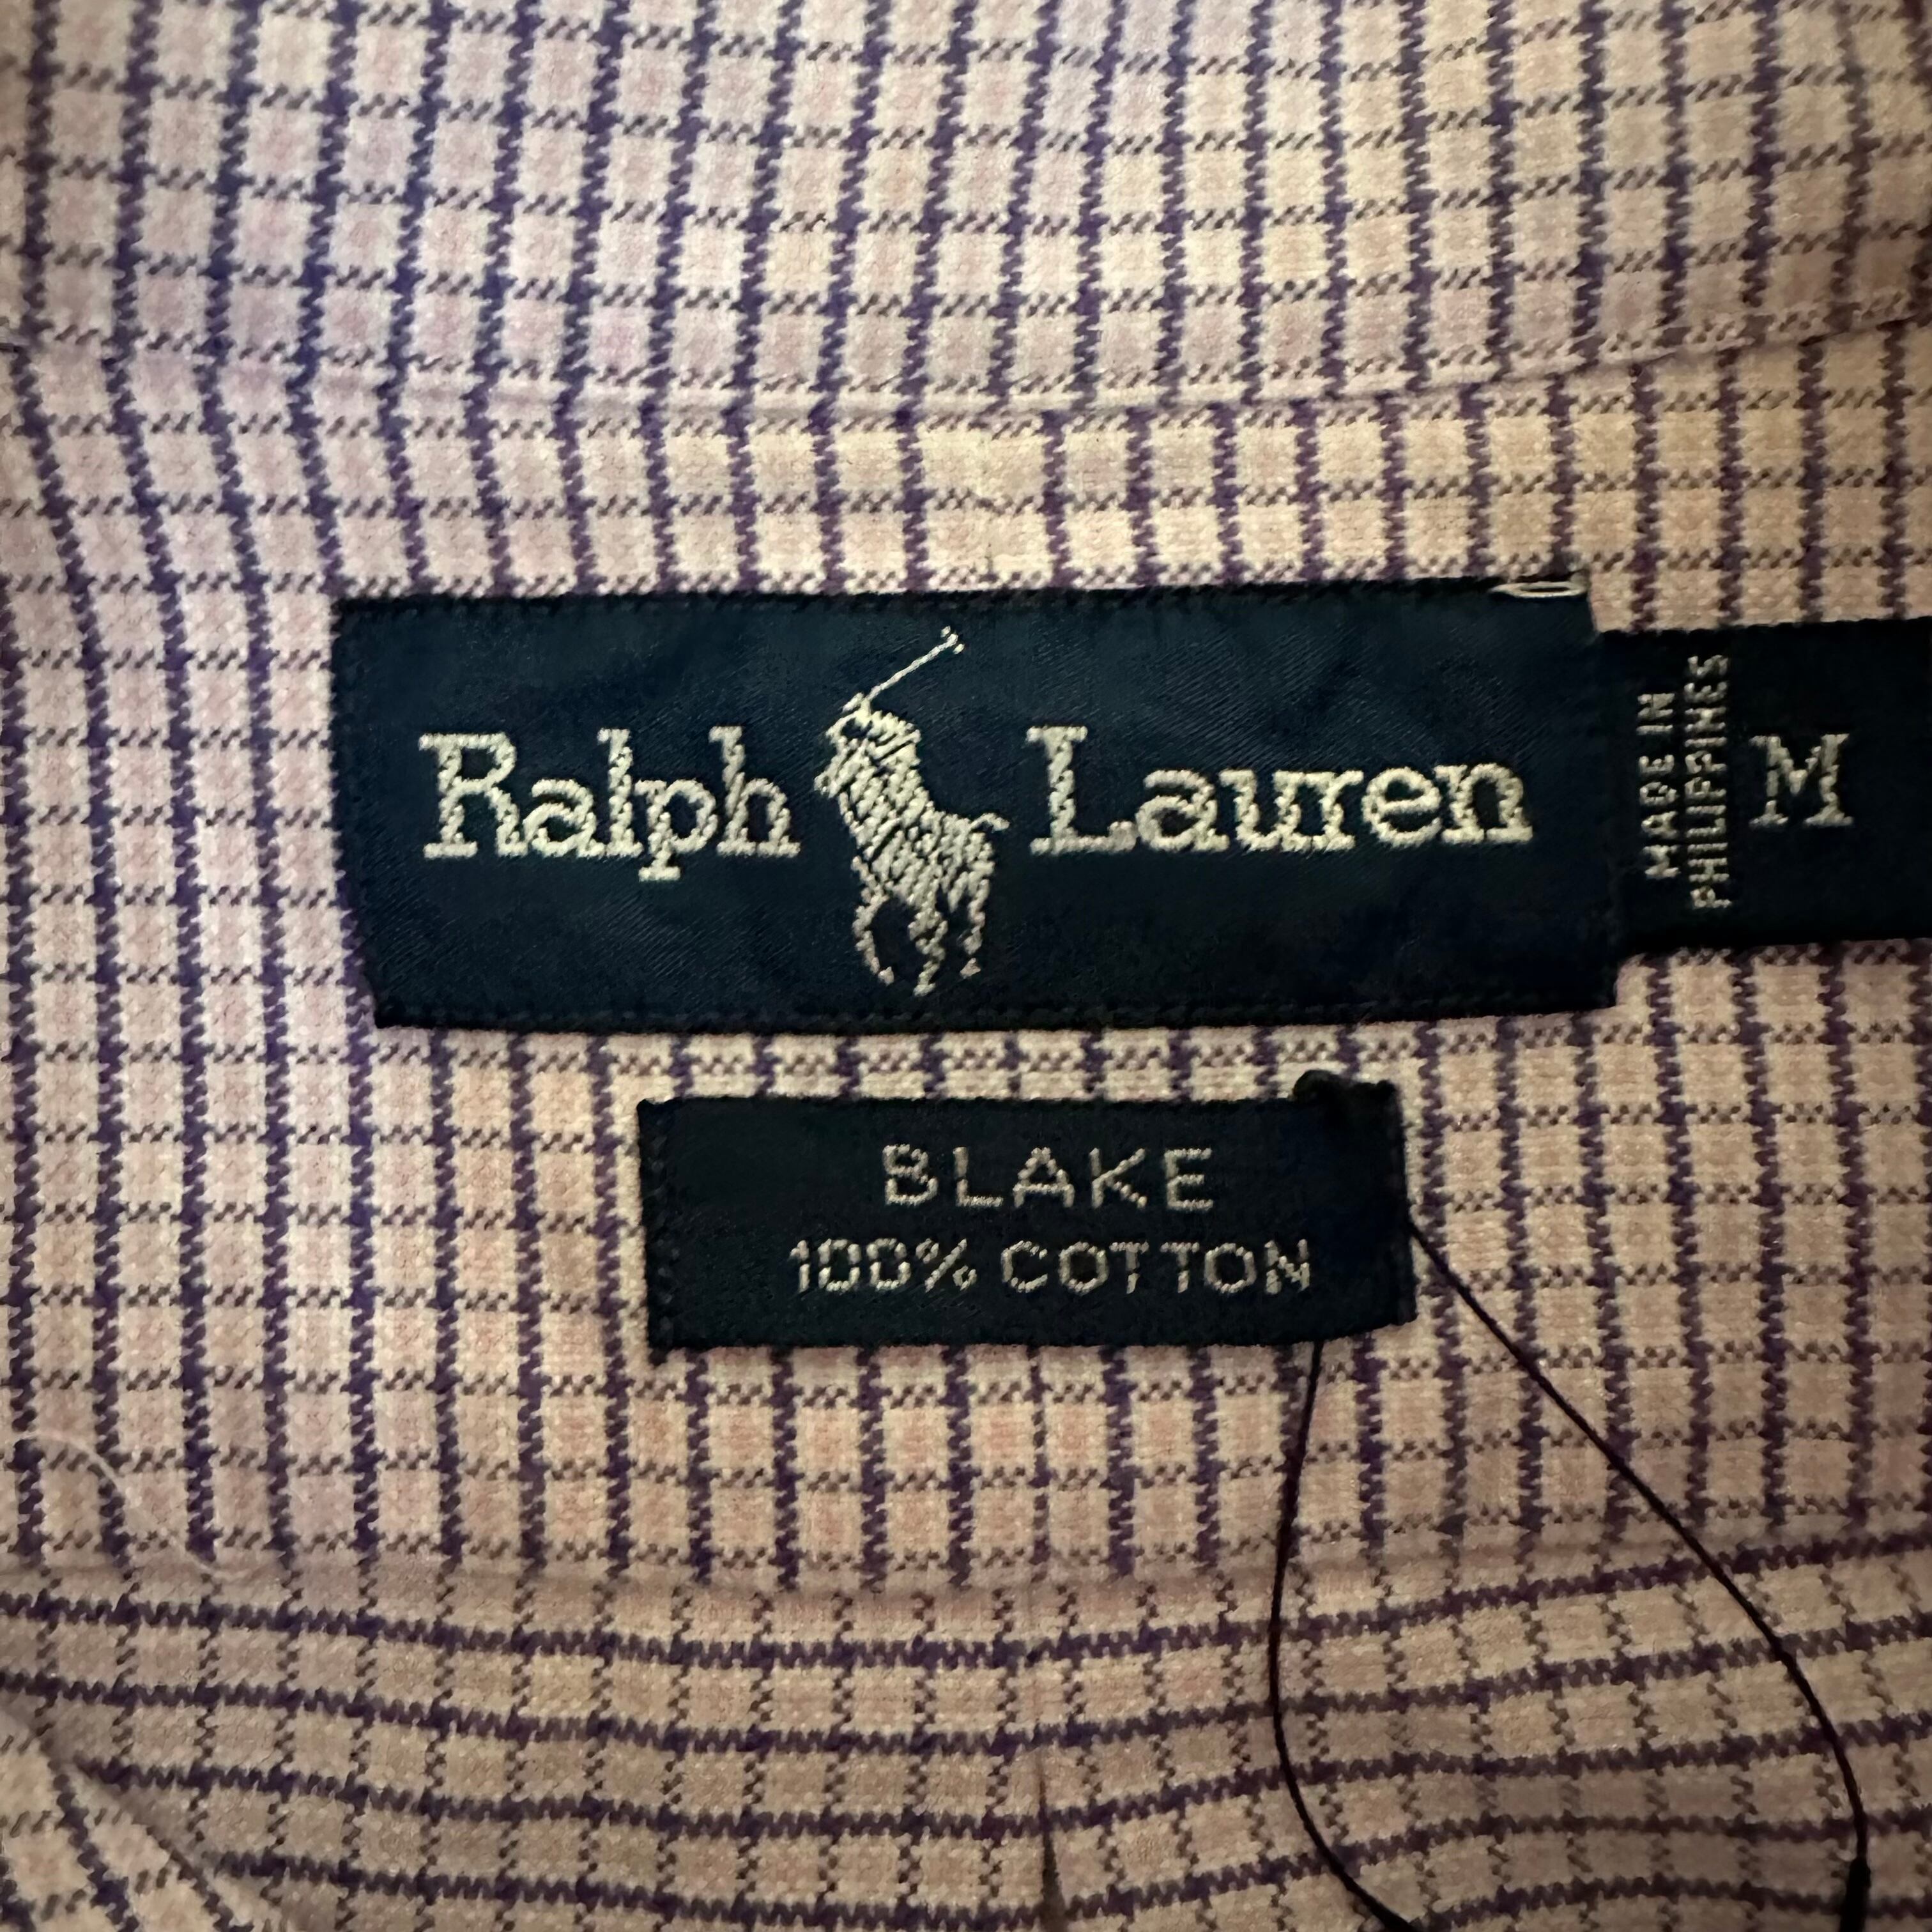 Ralph Lauren
MADE IN
PHILIPPINES
M
BLAKE
100% COTTON